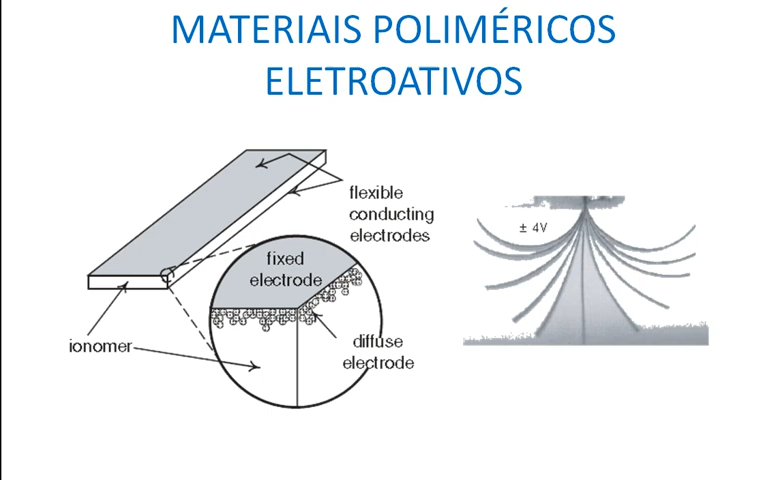 MATERIAIS POLIMÉRICOS
ELETROATIVOS
flexible
conducting
electrodes
± 4V
fixed
electrode
ionomer
diffuse
electrode